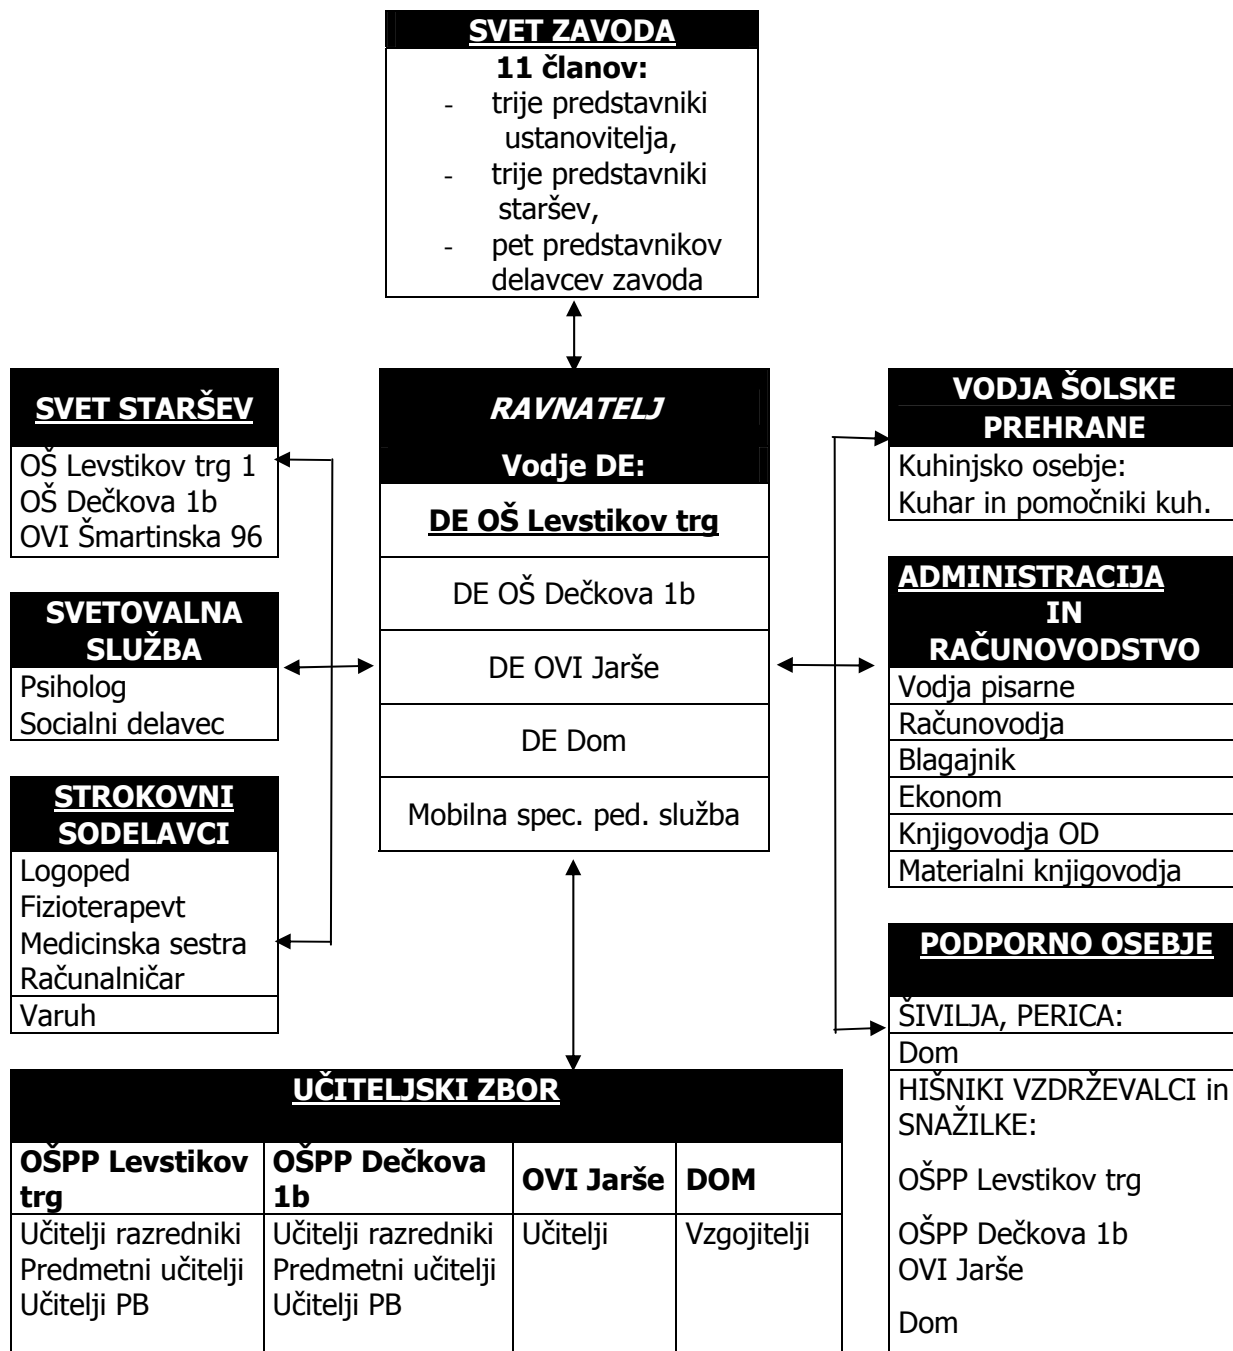 SVET ZAVODA
11 članov:
- trije predstavniki
ustanovitelja,
- trije predstavniki
staršev,
- pet predstavnikov
delavcev zavoda
SVET STARŠEV
OŠ Levstikov trg 1
OŠ Dečkova 1b
OVI Šmartinska 96
SVETOVALNA
SLUŽBA
Psiholog
Socialni delavec
STROKOVNI
SODELAVCI
Logoped
Fizioterapevt
Medicinska sestra
Računalničar
Varuh
RAVNATELJ
Vodje DE:
DE OŠ Levstikov trg
DE OŠ Dečkova 1b
DE OVI Jarše
DE Dom
Mobilna spec. ped. služba
VODJA ŠOLSKE
PREHRANE
Kuhinjsko osebje:
Kuhar in pomočniki kuh.
ADMINISTRACIJA
IN
RAČUNOVODSTVO
Vodja pisarne
Računovodja
Blagajnik
Ekonom
Knjigovodja OD
Materialni knjigovodja
PODPORNO OSEBJE
ŠIVILJA, PERICA:
Dom
HIŠNIKI VZDRŽEVALCI in
SNAŽILKE:
OŠPP Levstikov trg
OŠPP Dečkova 1b
OVI Jarše
Dom
UČITELJSKI ZBOR
OŠPP Levstikov
trg
Učitelji razredniki
Predmetni učitelji
Učitelji PB
OŠPP Dečkova
1b
Učitelji razredniki
Predmetni učitelji
Učitelji PB
OVI Jarše
Učitelji
DOM
Vzgojitelji